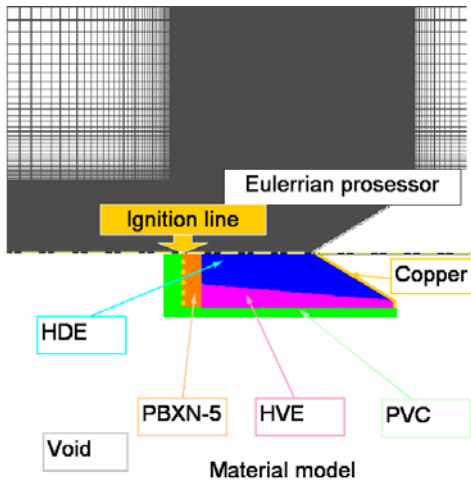 Eulerrian prosessor
Ignition line
Copper
HDE
PBXN-5
HVE
PVC
Void
Material model